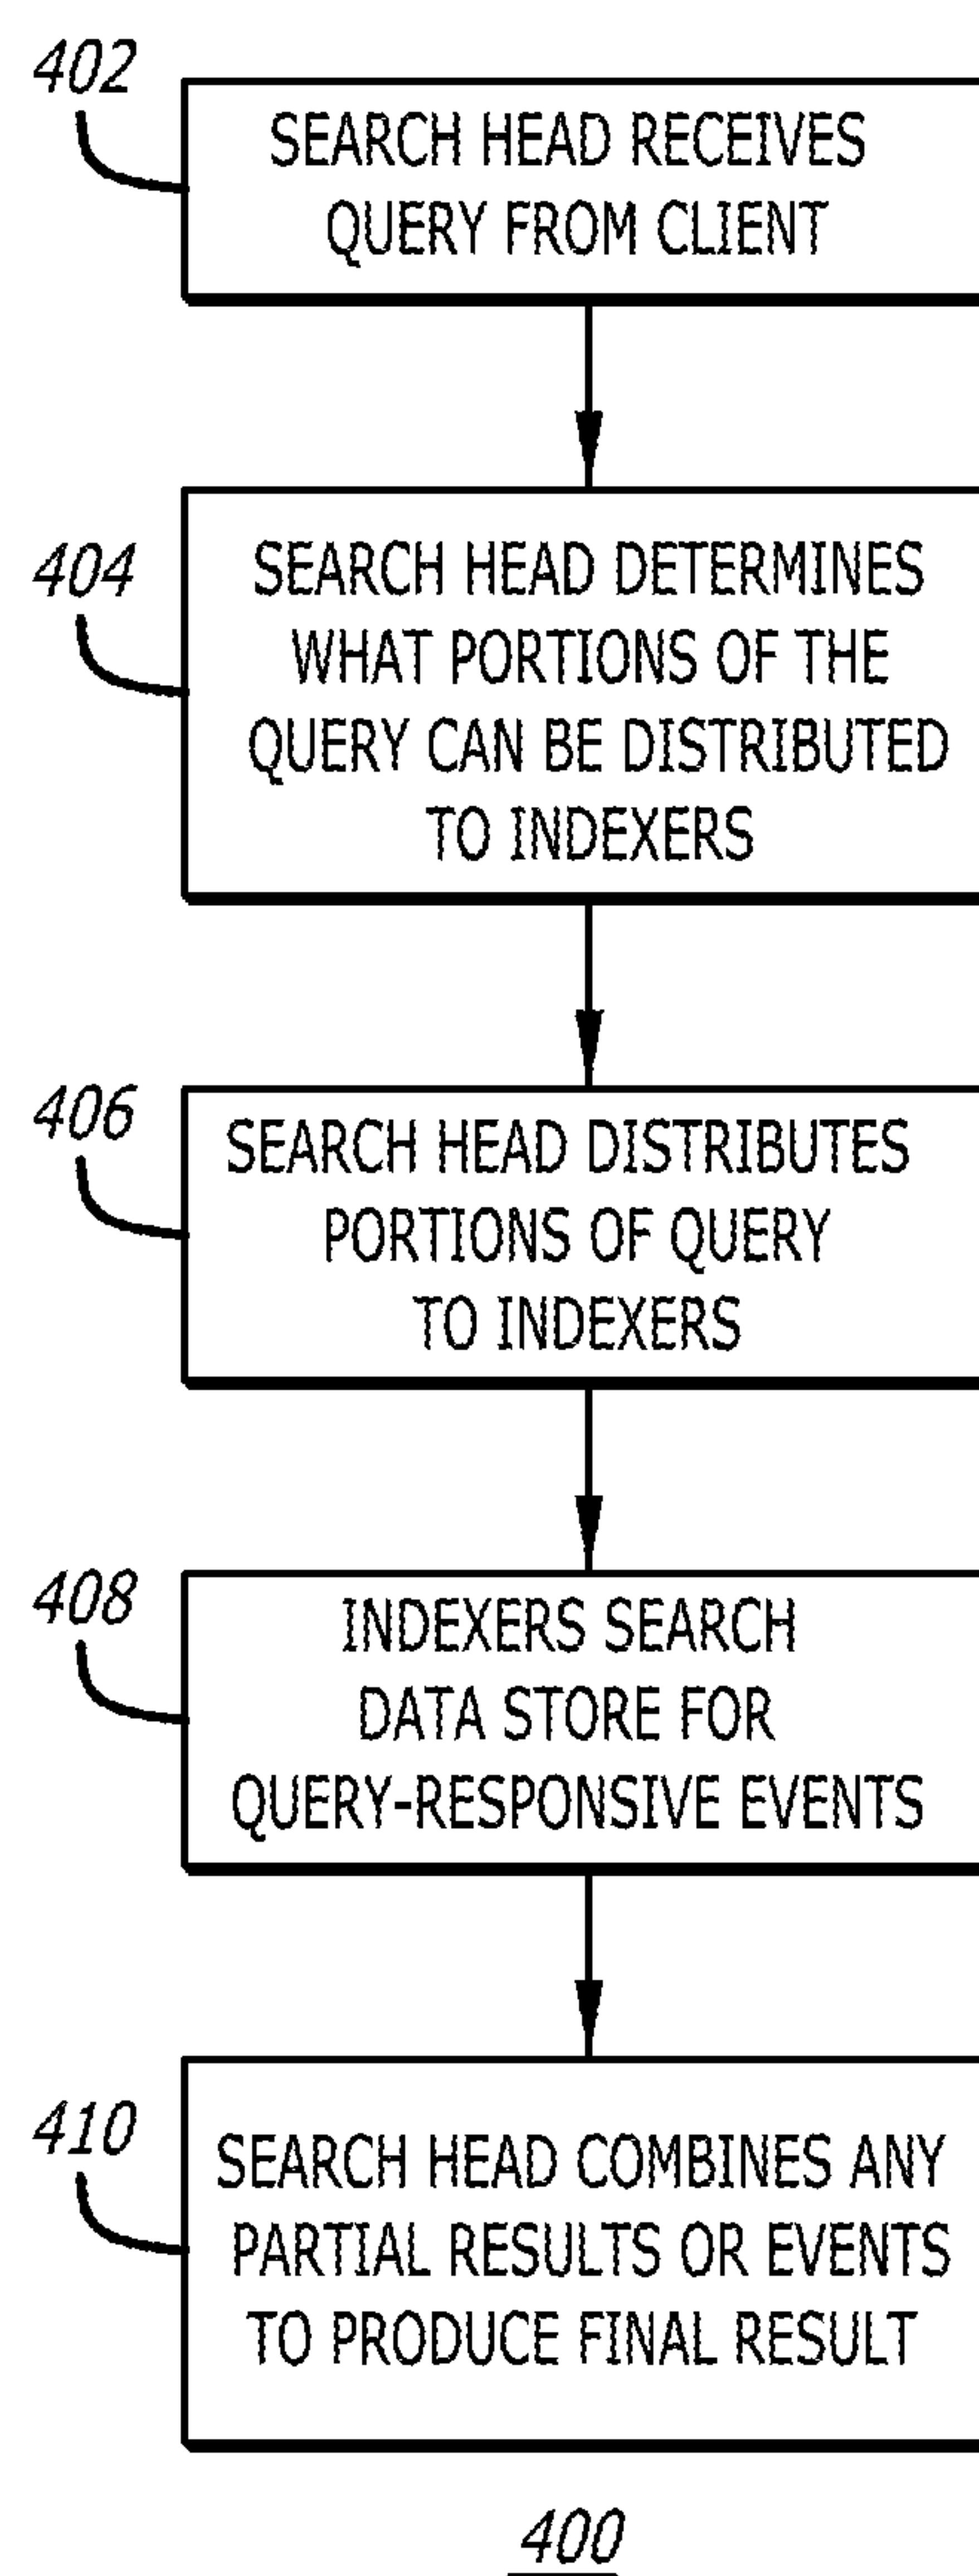 402
SEARCH HEAD RECEIVES
QUERY FROM CLIENT
404
SEARCH HEAD DETERMINES
WHAT PORTIONS OF THE
QUERY CAN BE DISTRIBUTED
TO INDEXERS
406
SEARCH HEAD DISTRIBUTES
PORTIONS OF QUERY
TO INDEXERS
408
INDEXERS SEARCH
DATA STORE FOR
QUERY-RESPONSIVE EVENTS
410
SEARCH HEAD COMBINES ANY
PARTIAL RESULTS OR EVENTS
TO PRODUCE FINAL RESULT
400